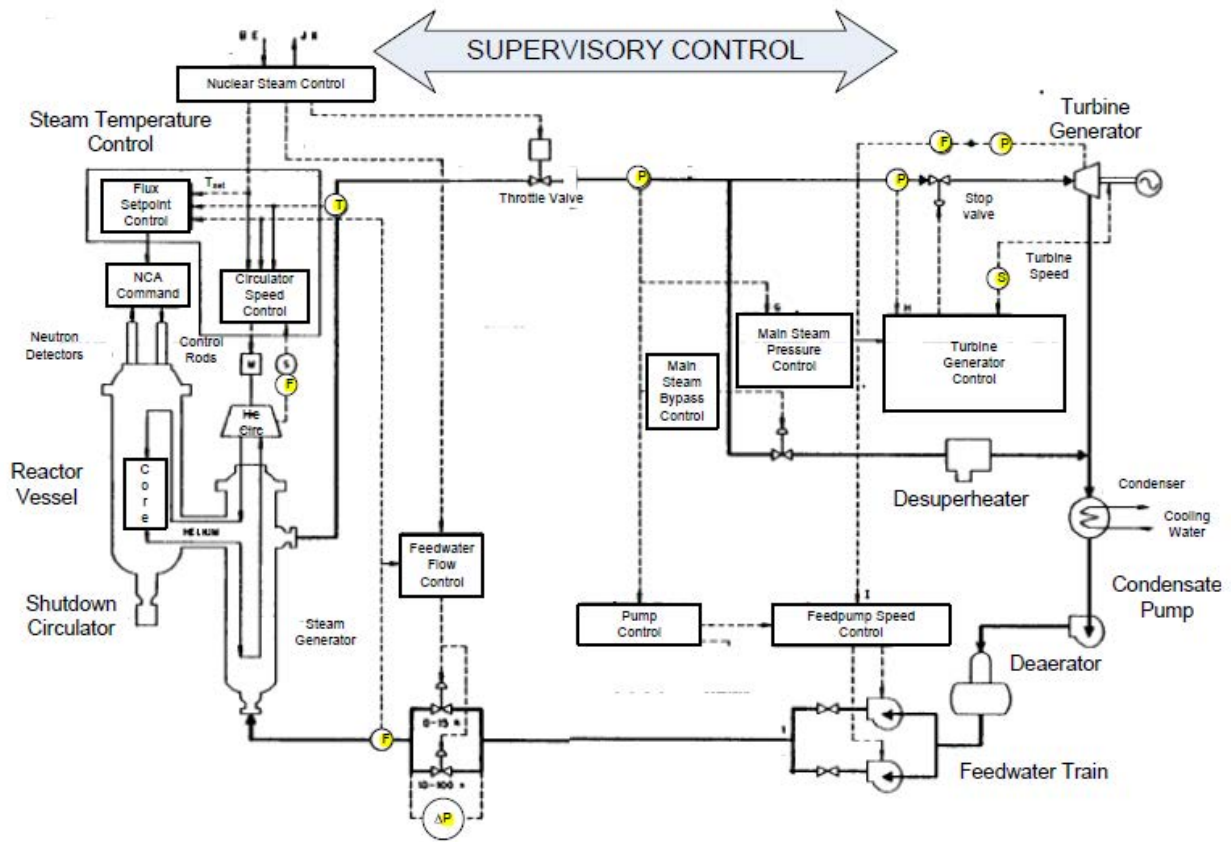 SUPERVISORY CONTROL
Nuclear Steam Control
Steam Temperature
Control
Turbine
Generator
F
P
Tset
Flux
Setpoint
Control
T
Throttle Valve
P
P
Stop
valve
NCA
Command
Circulator
Speed
Control
Turbine
Speed
S
G
H
Neutron
Detectors
Control
Rods
M
S
F
Main Steam
Pressure
Control
Turbine
Generator
Control
Main
Steam
Bypass
Control
He
Circ
Reactor
Vessel
C
o
r
e
HELIUM
Desuperheater
Condenser
Cooling
Water
Feedwater
Flow
Control
Shutdown
Circulator
Steam
Generator
I
Pump
Control
Feedpump Speed
Control
Condensate
Pump
Deaerator
F
Feedwater Train
ΔP